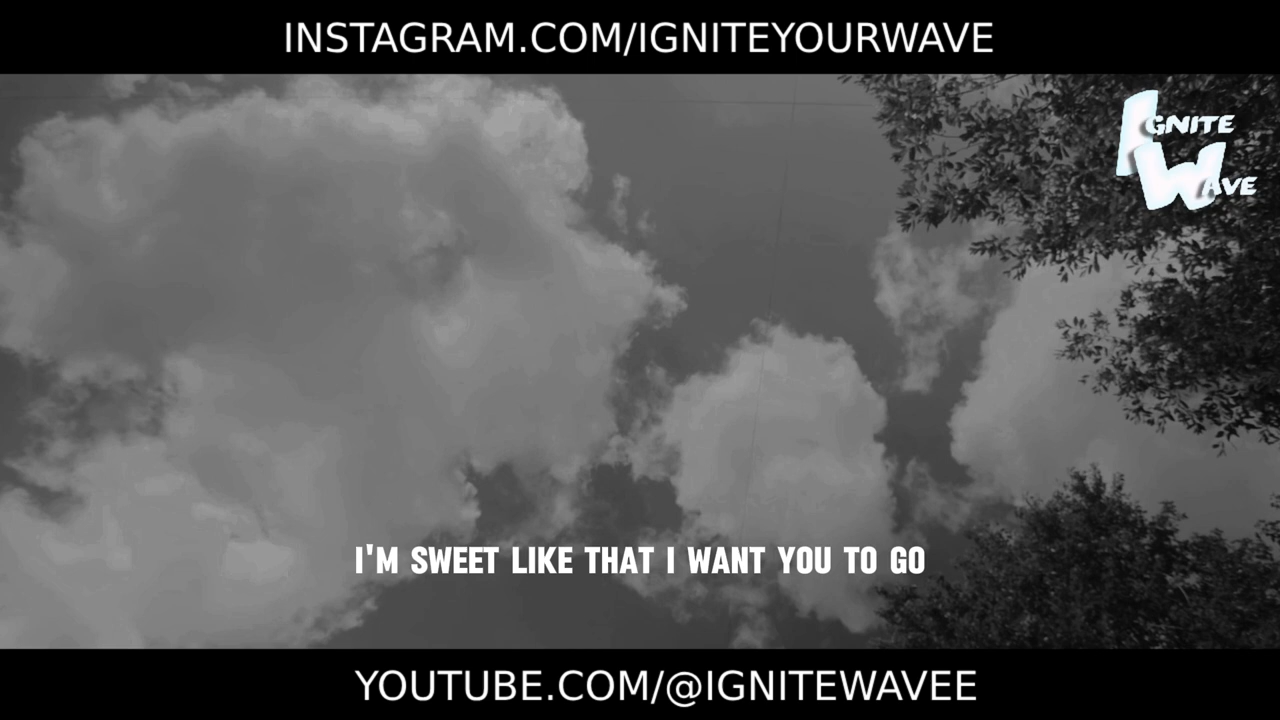 INSTAGRAM.COM/IGNITEYOURWAVE
IGNITE
WAVE
I'M SWEET LIKE THAT I WANT YOU TO GO
YOUTUBE.COM/@IGNITEWAVEE